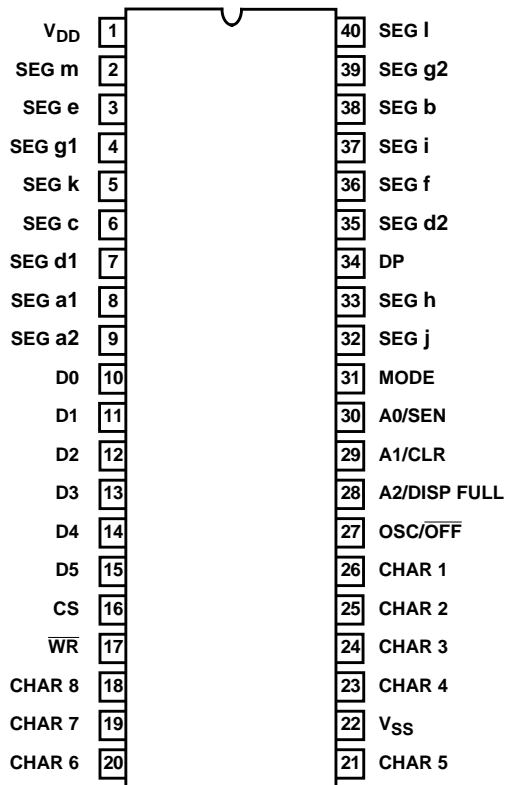 V_DD 1 40 SEG l
SEG m 2 39 SEG g2
SEG e 3 38 SEG b
SEG g1 4 37 SEG i
SEG k 5 36 SEG f
SEG c 6 35 SEG d2
SEG d1 7 34 DP
SEG a1 8 33 SEG h
SEG a2 9 32 SEG j
D0 10 31 MODE
D1 11 30 A0/SEN
D2 12 29 A1/CLR
D3 13 28 A2/DISP FULL
D4 14 27 OSC/O̅F̅F̅
D5 15 26 CHAR 1
CS 16 25 CHAR 2
W̅R̅ 17 24 CHAR 3
CHAR 8 18 23 CHAR 4
CHAR 7 19 22 V_SS
CHAR 6 20 21 CHAR 5